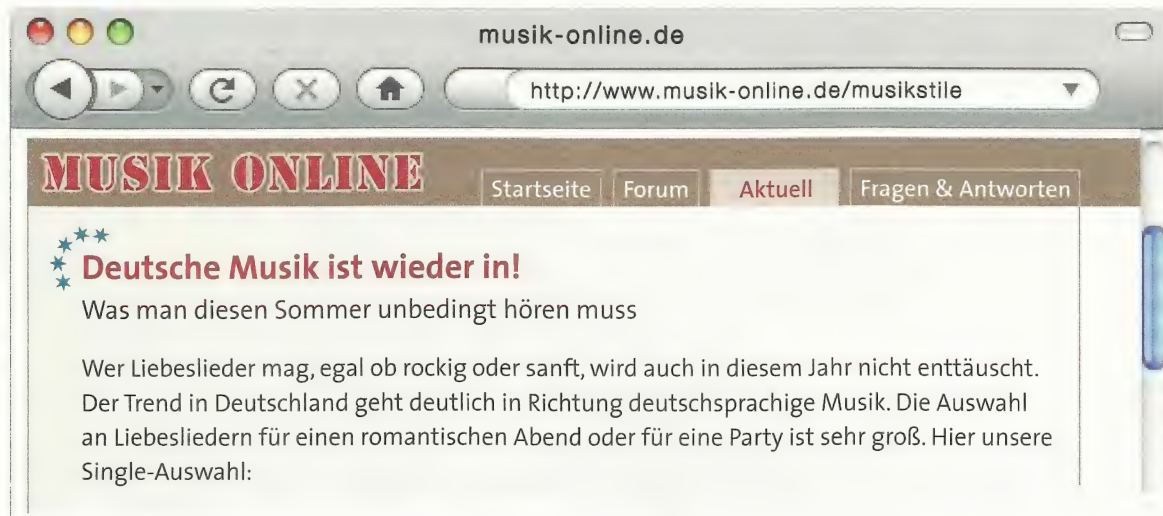 musik-online.de
http://www.musik-online.de/musikstile
MUSIK ONLINE
Startseite Forum Aktuell Fragen & Antworten
Deutsche Musik ist wieder in!
Was man diesen Sommer unbedingt hören muss
Wer Liebeslieder mag, egal ob rockig oder sanft, wird auch in diesem Jahr nicht enttäuscht.
Der Trend in Deutschland geht deutlich in Richtung deutschsprachige Musik. Die Auswahl
an Liebesliedern für einen romantischen Abend oder für eine Party ist sehr groß. Hier unsere
Single-Auswahl: